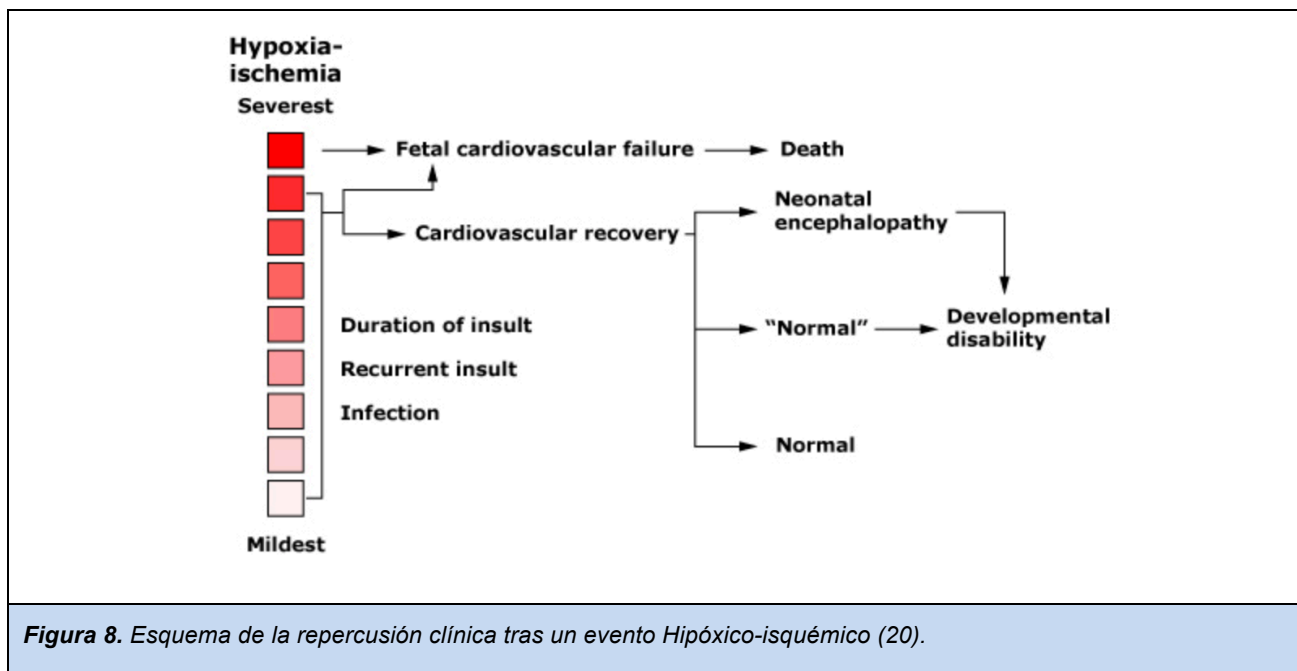 Hypoxia-
ischemia
Severest
Fetal cardiovascular failure
Death
Neonatal
encephalopathy
Cardiovascular recovery
Duration of insult
"Normal"
Developmental
disability
Recurrent insult
Infection
Normal
Mildest
Figura 8. Esquema de la repercusión clínica tras un evento Hipóxico-isquémico (20).